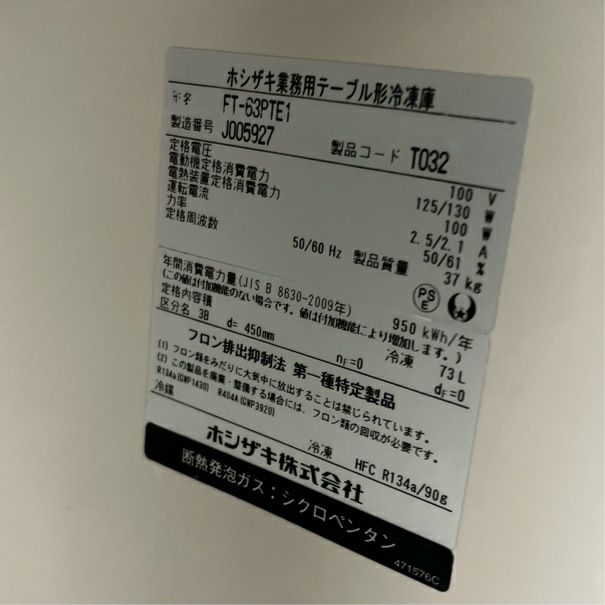 ホシザキ業務用テーブル形冷凍庫
形名 FT-63PTE1
製造番号 J005927 製品コード T032
定格電圧 100 V
電動機定格消費電力 125/130 W
電熱装置定格消費電力 100 W
運転電流 2.5/2.1 A
力率 50/61 %
定格周波数 50/60 Hz 製品質量 37 kg
PS E
年間消費電力量(JIS B 8630-2009年) 950 kWh/年
(この値は付加機能のない場合です。値は付加機能により増加します。)
定格内容積 冷凍 73 L
区分名 3B d= 450mm nF=0 dF=0
フロン排出抑制法 第一種特定製品
(1) フロン類をみだりに大気中に放出することは禁じられています。
(2) この製品を廃棄・整備する場合には、フロン類の回収が必要です。
R134a(GWP1430) R404A(GWP3920)
冷媒 冷凍 HFC R134a/90g
ホシザキ株式会社
断熱発泡ガス:シクロペンタン
471576C